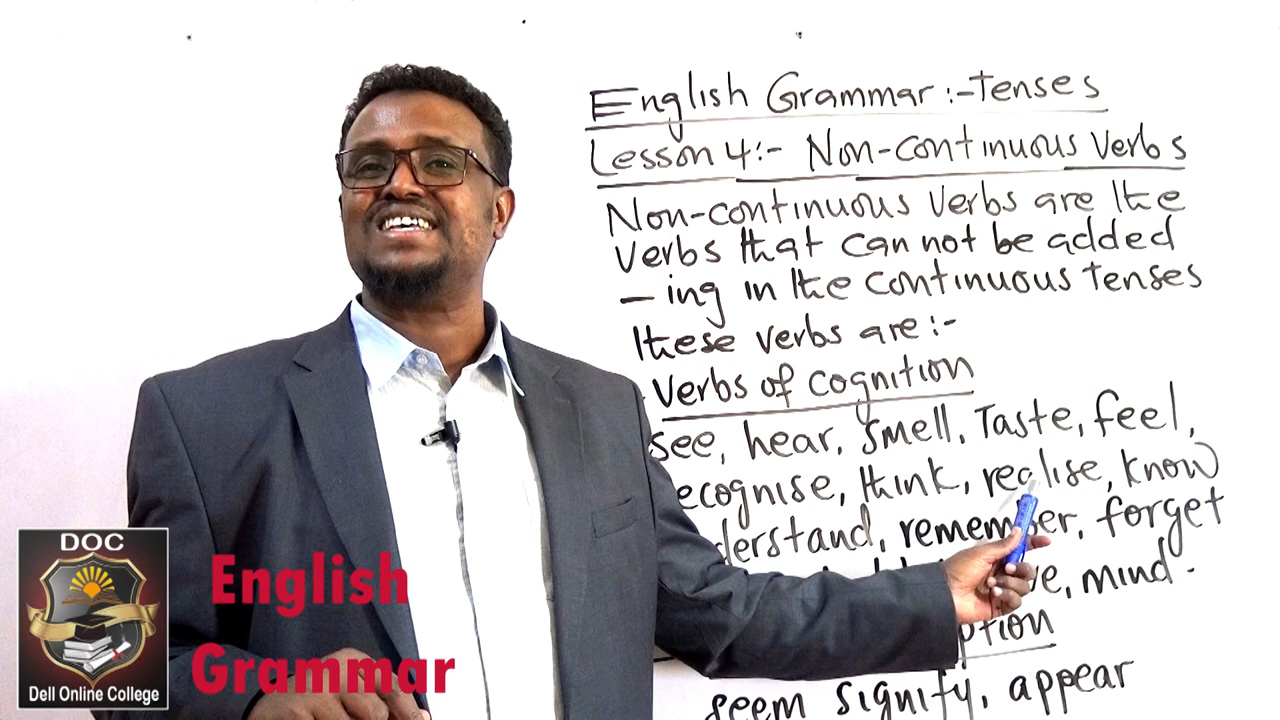 English Grammar :- Tenses
Lesson 4:- Non-continuous Verbs
Non-continuous Verbs are the
Verbs that can not be added
- ing in the continuous tenses
these verbs are :-
Verbs of cognition
see, hear, smell, Taste, feel,
ecognise, think, realise, know
derstand, remember, forget
ve, mind.
ption
seem signify, appear
DOC
Dell Online College
English
Grammar